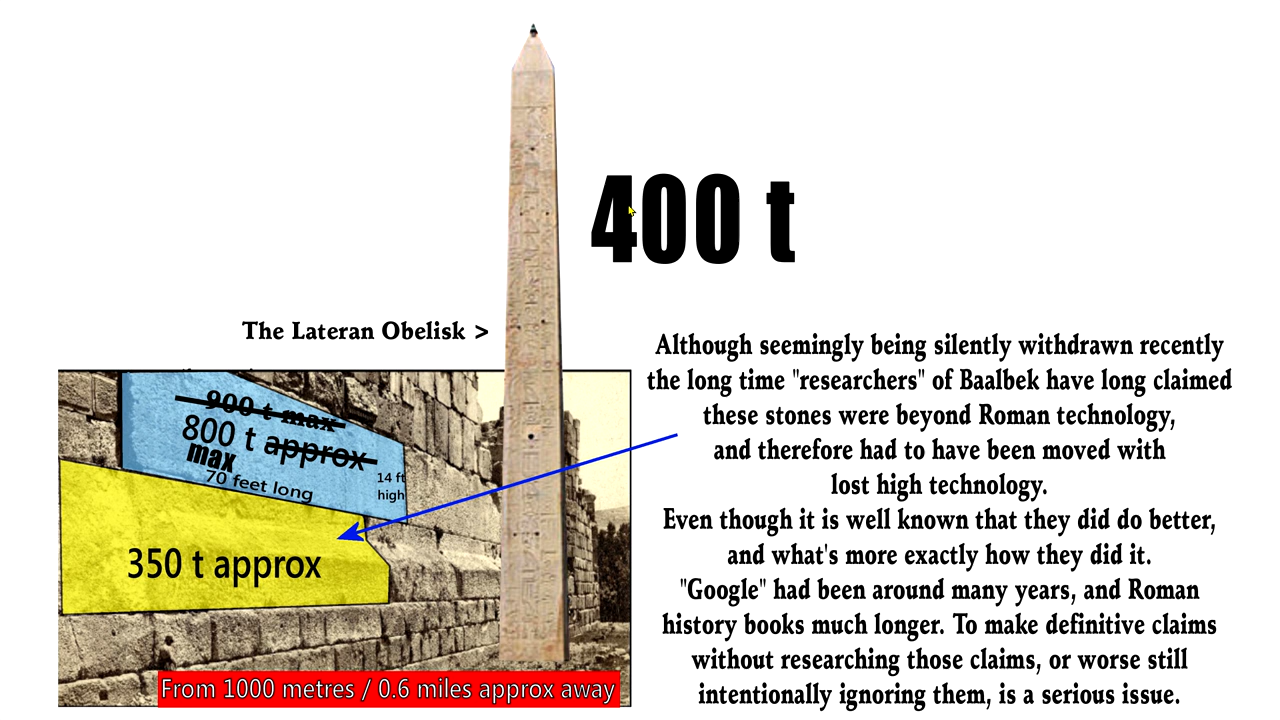 400 t
The Lateran Obelisk >
900 t max
800 t approx
max
70 feet long
14 ft
high
350 t approx
From 1000 metres / 0.6 miles approx away
Although seemingly being silently withdrawn recently
the long time "researchers" of Baalbek have long claimed
these stones were beyond Roman technology,
and therefore had to have been moved with
lost high technology.
Even though it is well known that they did do better,
and what's more exactly how they did it.
"Google" had been around many years, and Roman
history books much longer. To make definitive claims
without researching those claims, or worse still
intentionally ignoring them, is a serious issue.